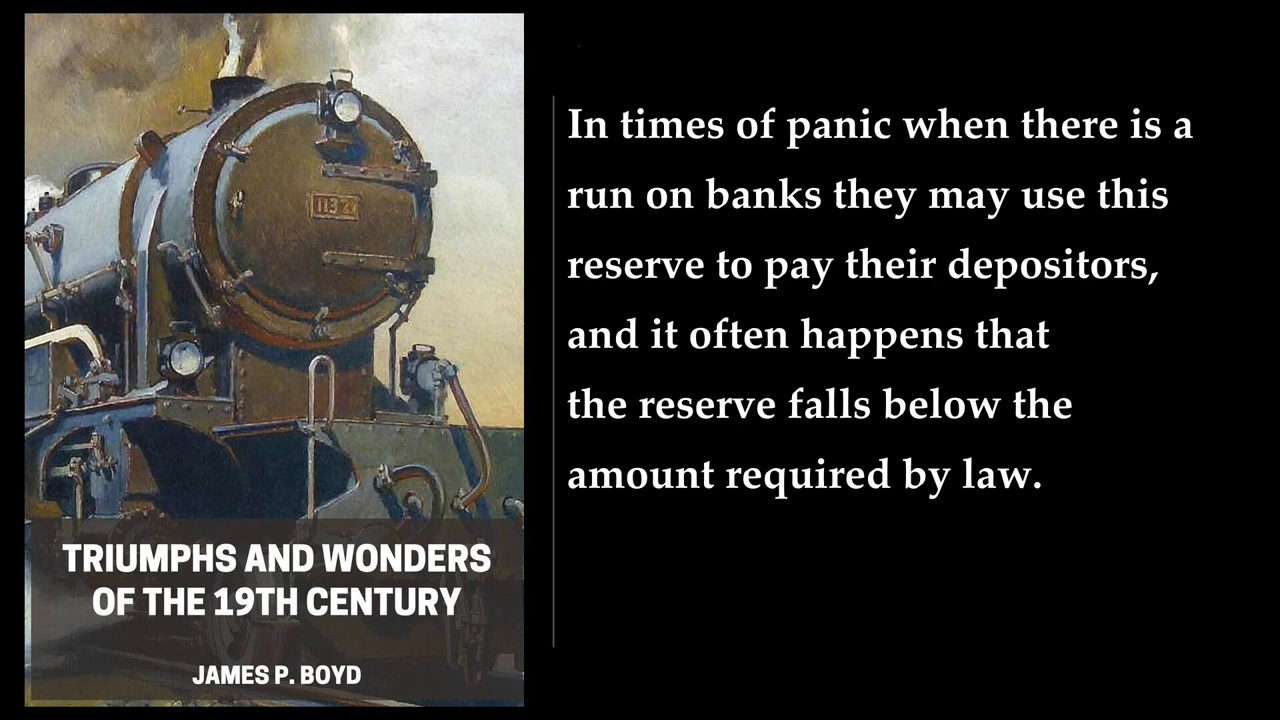 In times of panic when there is a
run on banks they may use this
reserve to pay their depositors,
and it often happens that
the reserve falls below the
amount required by law.
TRIUMPHS AND WONDERS
OF THE 19TH CENTURY
JAMES P. BOYD